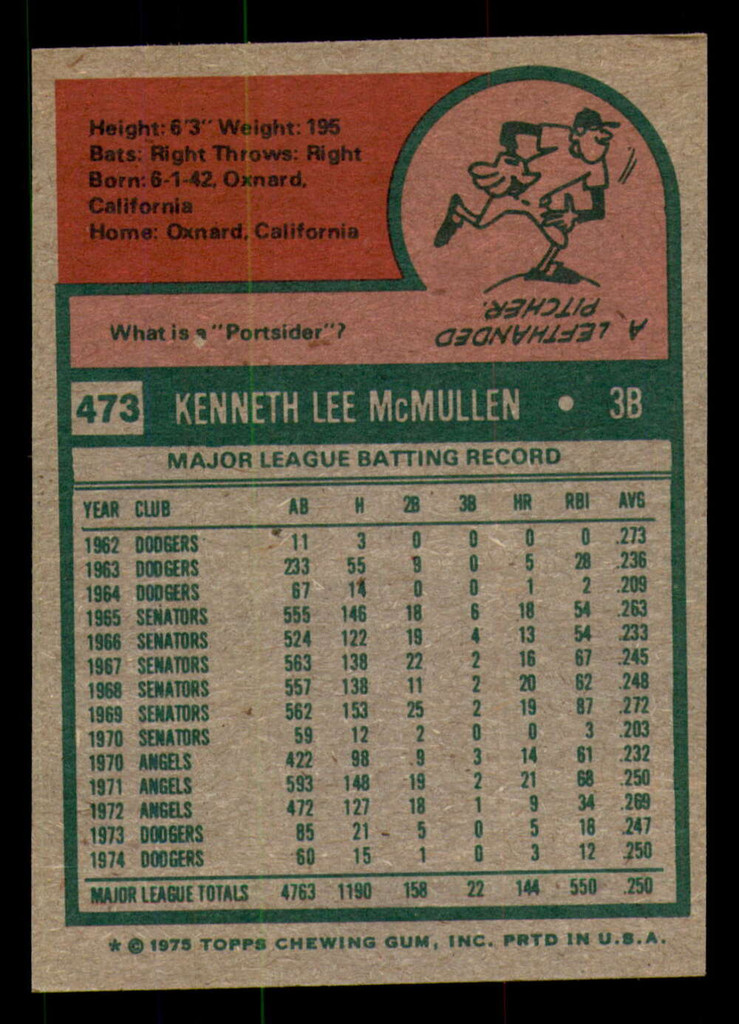 Height: 6'3" Weight: 195
Bats: Right Throws: Right
Born: 6-1-42, Oxnard,
California
Home: Oxnard, California
What is a "Portsider"?
A LEFTHANDED
PITCHER.
473 KENNETH LEE McMULLEN • 3B
MAJOR LEAGUE BATTING RECORD
YEAR CLUB AB H 2B 3B HR RBI AVG
1962 DODGERS 11 3 0 0 0 0 .273
1963 DODGERS 233 55 9 0 5 28 .236
1964 DODGERS 67 14 0 0 1 2 .209
1965 SENATORS 555 146 18 6 18 54 .263
1966 SENATORS 524 122 19 4 13 54 .233
1967 SENATORS 563 138 22 2 16 67 .245
1968 SENATORS 557 138 11 2 20 62 .248
1969 SENATORS 562 153 25 2 19 87 .272
1970 SENATORS 59 12 2 0 0 3 .203
1970 ANGELS 422 98 9 3 14 61 .232
1971 ANGELS 593 148 19 2 21 68 .250
1972 ANGELS 472 127 18 1 9 34 .269
1973 DODGERS 85 21 5 0 5 18 .247
1974 DODGERS 60 15 1 0 3 12 .250
MAJOR LEAGUE TOTALS 4763 1190 158 22 144 550 .250
* © 1975 TOPPS CHEWING GUM, INC. PRTD IN U.S.A.